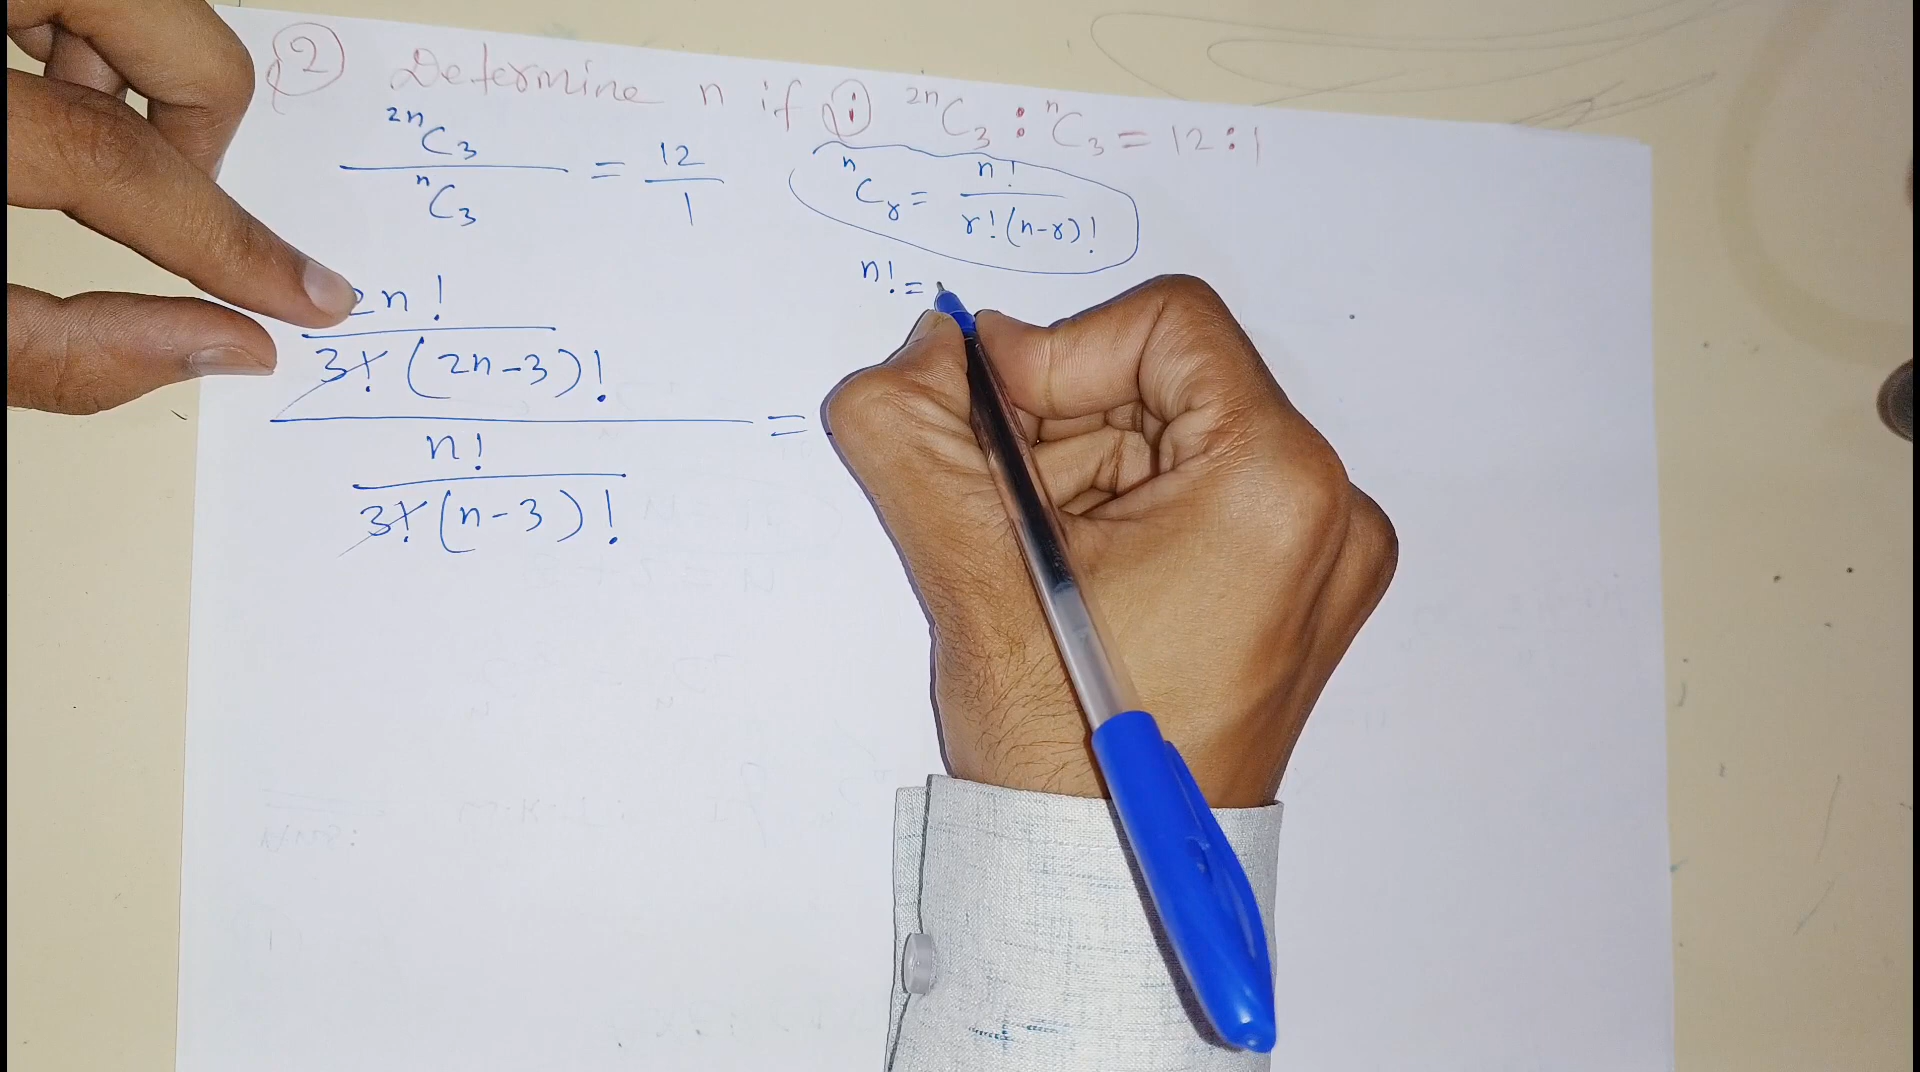 2 Determine n if (i) ²ⁿC₃ : ⁿC₃ = 12 : 1
²ⁿC₃ / ⁿC₃ = 12 / 1
ⁿCᵣ = n! / r!(n-r)!
n! =
2n! / 3!(2n-3)!
=
n! / 3!(n-3)!